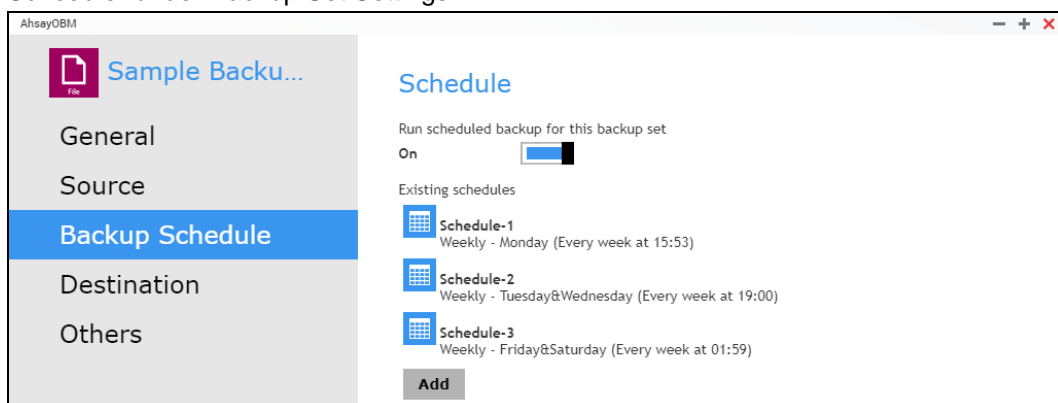 AhsayOBM
Sample Backu...
File
General
Source
Backup Schedule
Destination
Others
Schedule
Run scheduled backup for this backup set
On
Existing schedules
Schedule-1
Weekly - Monday (Every week at 15:53)
Schedule-2
Weekly - Tuesday&Wednesday (Every week at 19:00)
Schedule-3
Weekly - Friday&Saturday (Every week at 01:59)
Add